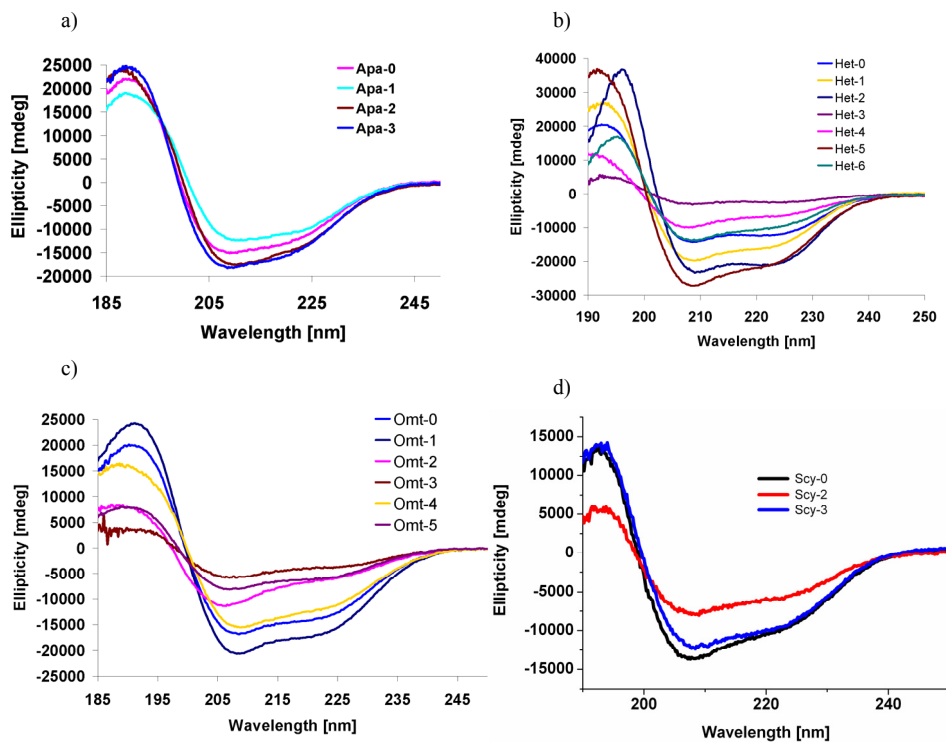 a)
25000
20000
15000
10000
5000
0
-5000
-10000
-15000
-20000
Ellipticity [mdeg]
185
205
225
245
Wavelength [nm]
Apa-0
Apa-1
Apa-2
Apa-3
b)
40000
30000
20000
10000
0
-10000
-20000
-30000
Ellipticity [mdeg]
190
200
210
220
230
240
250
Wavelength [nm]
Het-0
Het-1
Het-2
Het-3
Het-4
Het-5
Het-6
c)
25000
20000
15000
10000
5000
0
-5000
-10000
-15000
-20000
-25000
Ellipticity [mdeg]
185
195
205
215
225
235
245
Wavelength [nm]
Omt-0
Omt-1
Omt-2
Omt-3
Omt-4
Omt-5
d)
15000
10000
5000
0
-5000
-10000
-15000
Ellipticity [mdeg]
200
220
240
Wavelength [nm]
Scy-0
Scy-2
Scy-3